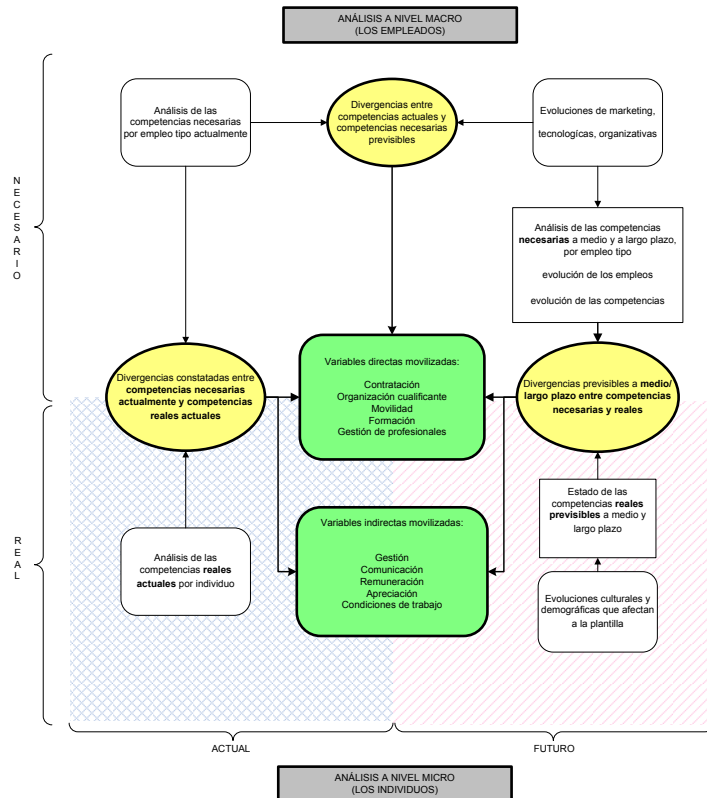 ANÁLISIS A NIVEL MACRO
(LOS EMPLEADOS)
Análisis de las
competencias necesarias
por empleo tipo actualmente
Divergencias entre
competencias actuales y
competencias necesarias
previsibles
Evoluciones de marketing,
tecnologícas, organizativas
NECESARIO
Análisis de las competencias
necesarias a medio y a largo plazo,
por empleo tipo
evolución de los empleos
evolución de las competencias
Divergencias constatadas entre
competencias necesarias
actualmente y competencias
reales actuales
Variables directas movilizadas:
Contratación
Organización cualificante
Movilidad
Formación
Gestión de profesionales
Divergencias previsibles a medio/
largo plazo entre competencias
necesarias y reales
REAL
Análisis de las
competencias reales
actuales por individuo
Variables indirectas movilizadas:
Gestión
Comunicación
Remuneración
Apreciación
Condiciones de trabajo
Estado de las
competencias reales
previsibles a medio y
largo plazo
Evoluciones culturales y
demográficas que afectan
a la plantilla
ACTUAL
FUTURO
ANÁLISIS A NIVEL MICRO
(LOS INDIVIDUOS)